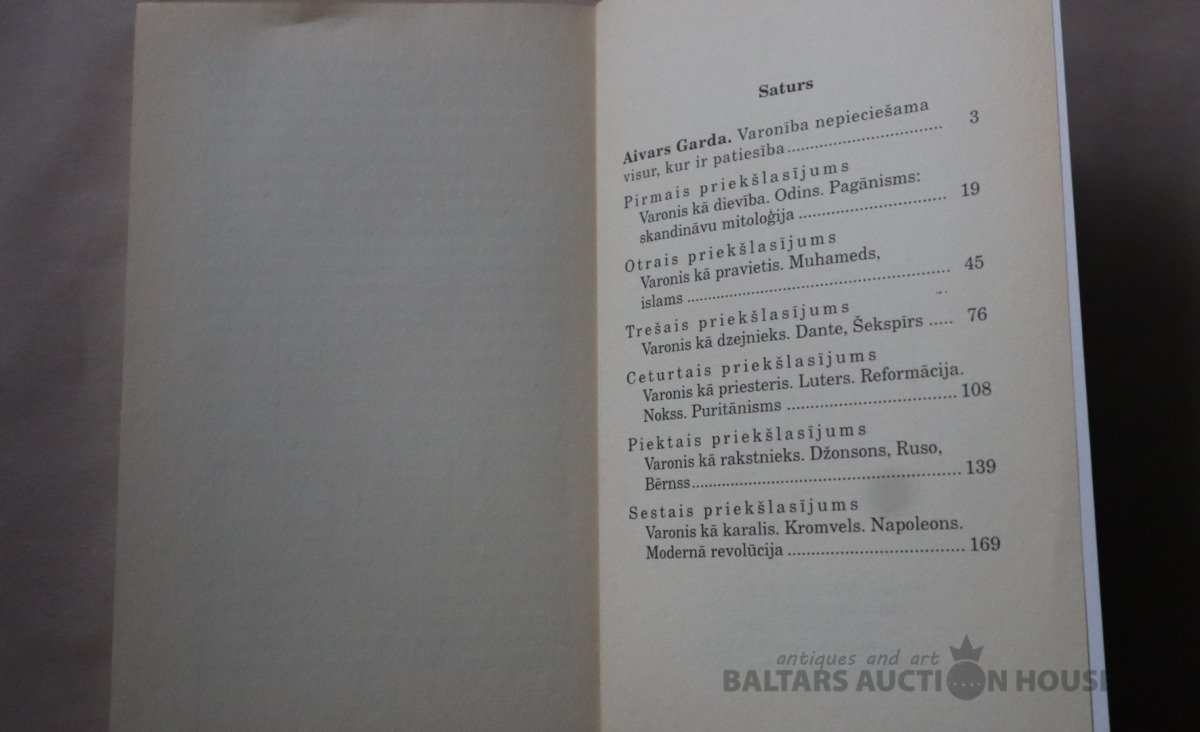 Saturs
Aivars Garda. Varonība nepieciešama
visur, kur ir patiesība.......................................... 3
Pirmais priekšlasījums
Varonis kā dievība. Odins. Pagānisms:
skandināvu mitoloģija ........................................ 19
Otrais priekšlasījums
Varonis kā pravietis. Muhameds,
islams ................................................................ 45
Trešais priekšlasījums
Varonis kā dzejnieks. Dante, Šekspīrs ..... 76
Ceturtais priekšlasījums
Varonis kā priesteris. Luters. Reformācija.
Nokss. Puritānisms .......................................... 108
Piektais priekšlasījums
Varonis kā rakstnieks. Džonsons, Ruso,
Bērnss................................................................ 139
Sestais priekšlasījums
Varonis kā karalis. Kromvels. Napoleons.
Modernā revolūcija ............................................ 169
antiques and art
BALTARS AUCTION HOUSE